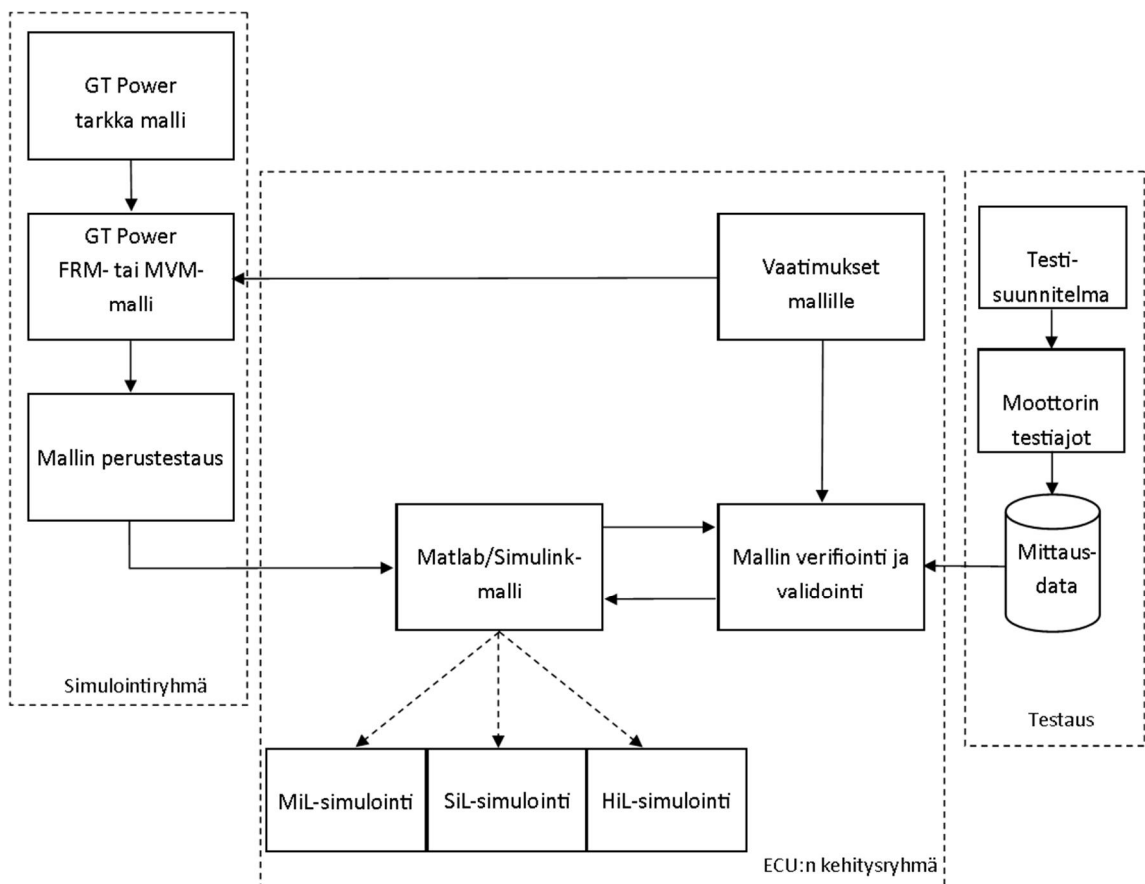 GT Power
tarkka malli
GT Power
FRM- tai MVM-
malli
Mallin perustestaus
Simulointiryhmä
Vaatimukset
mallille
Matlab/Simulink-
malli
Mallin verifiointi ja
validointi
MiL-simulointi
SiL-simulointi
HiL-simulointi
ECU:n kehitysryhmä
Testi-
suunnitelma
Moottorin
testiajot
Mittaus-
data
Testaus